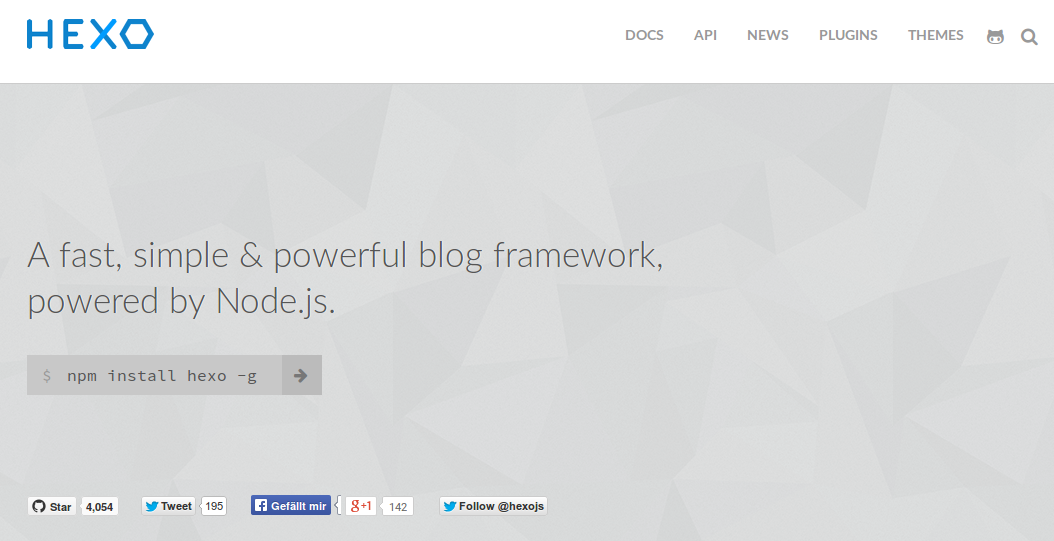 HEXO
DOCS API NEWS PLUGINS THEMES
A fast, simple & powerful blog framework,
powered by Node.js.
$ npm install hexo -g
Star 4,054 Tweet 195 Gefällt mir g+1 142 Follow @hexojs